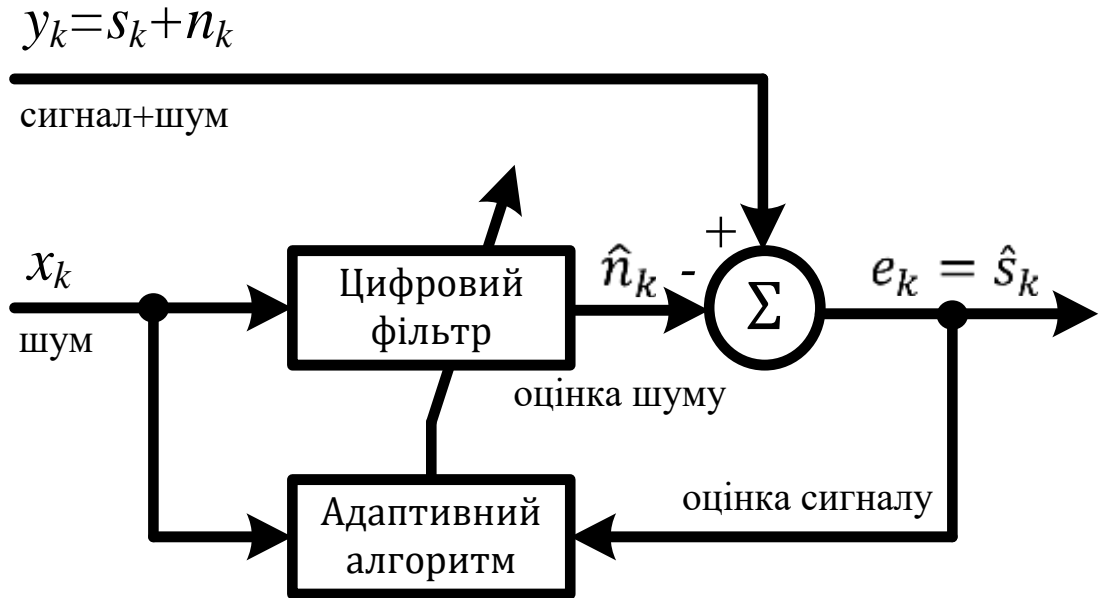 yₖ=sₖ+nₖ
сигнал+шум
xₖ
шум
Цифровий
фільтр
n̂ₖ
-
+
Σ
eₖ = ŝₖ
оцінка шуму
оцінка сигналу
Адаптивний
алгоритм